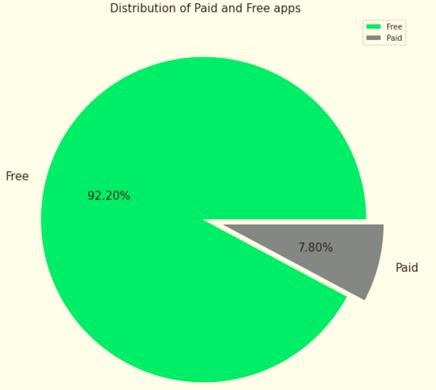 Distribution of Paid and Free apps
Free
Paid
Free
92.20%
7.80%
Paid